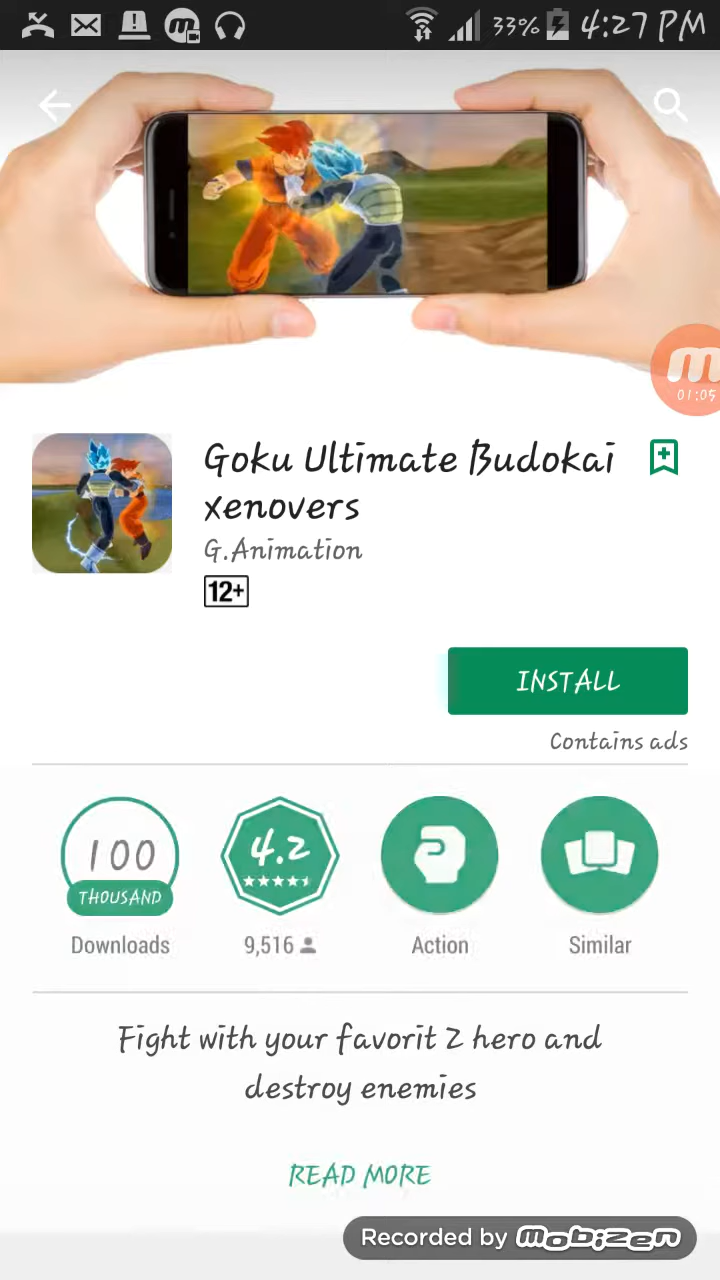 33% 4:27 PM
m
01:05
Goku Ultimate Budokai
xenovers
G.Animation
12+
INSTALL
Contains ads
100
THOUSAND
4.2
Downloads
9,516
Action
Similar
Fight with your favorit Z hero and
destroy enemies
READ MORE
Recorded by mobizen